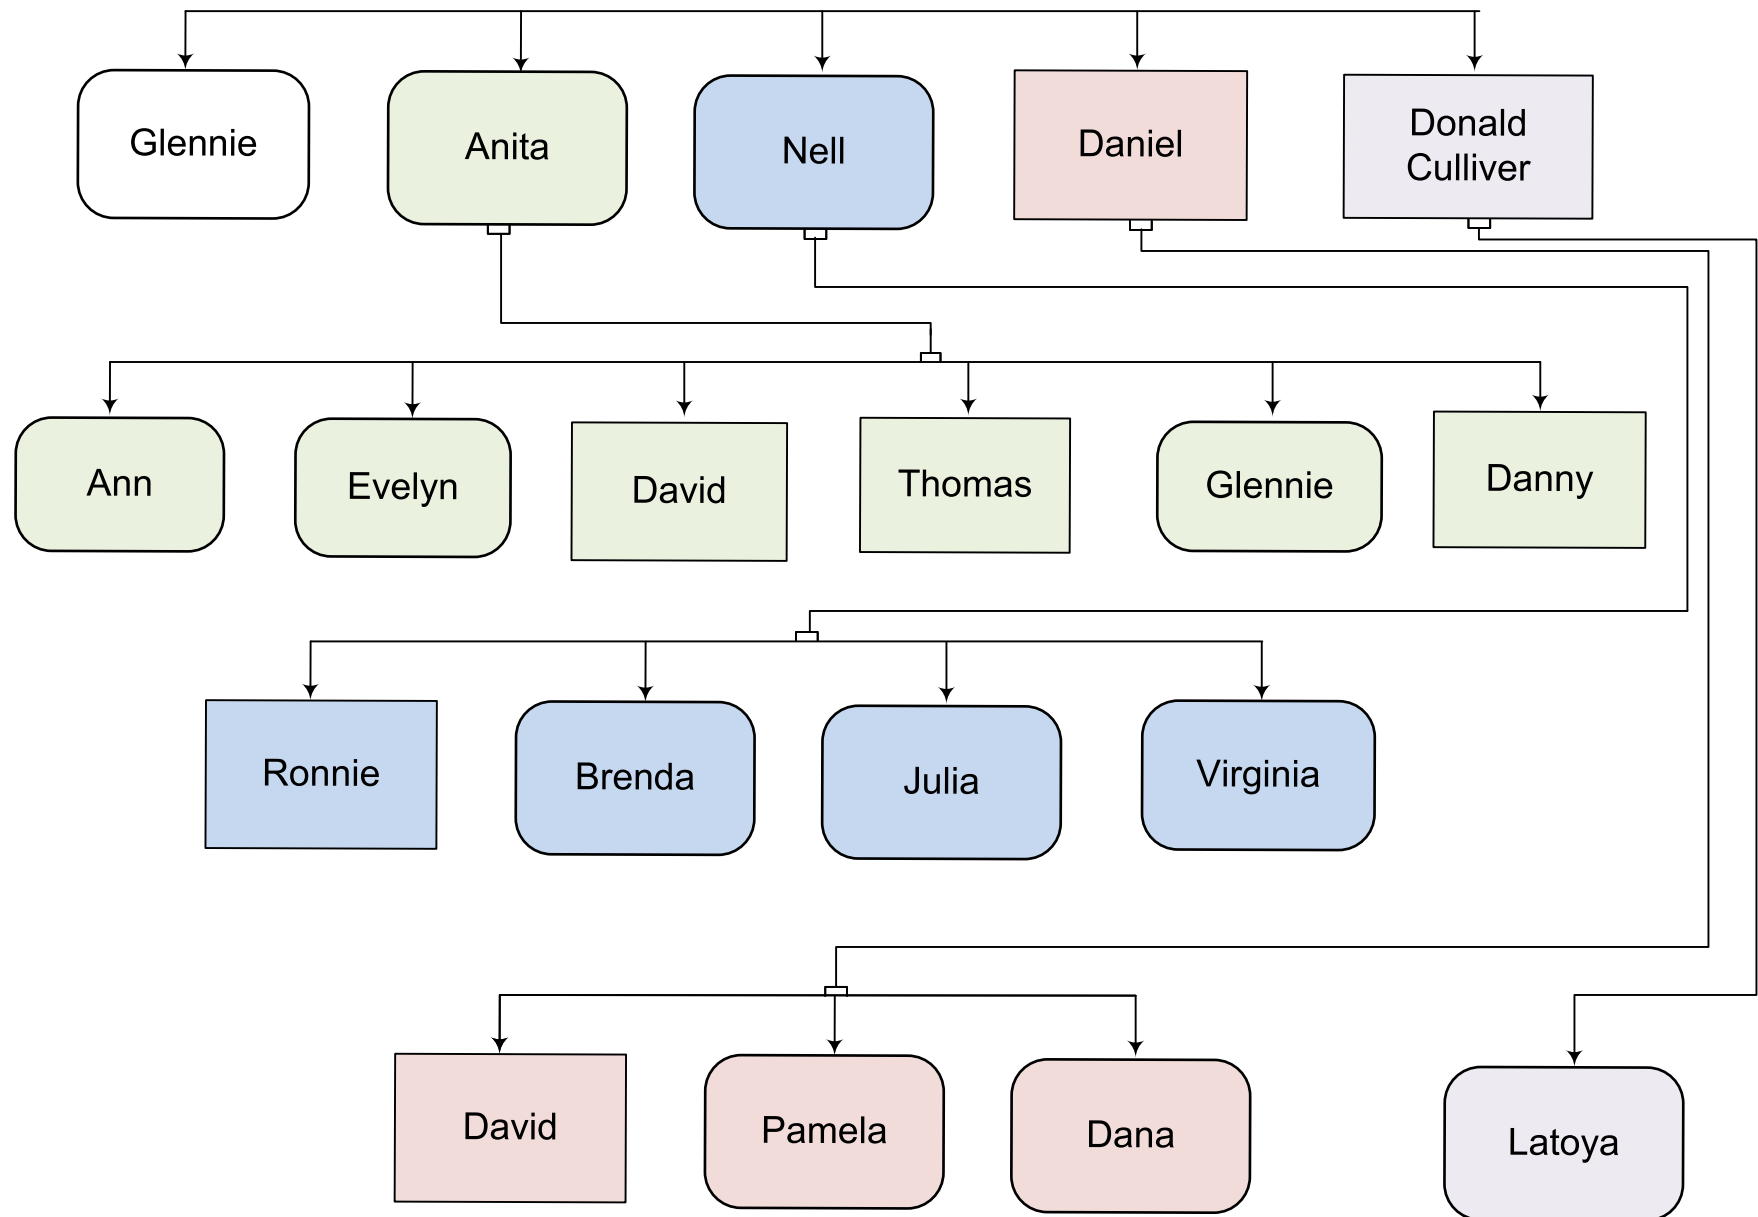 Glennie
Anita
Nell
Daniel
Donald
Culliver
Ann
Evelyn
David
Thomas
Glennie
Danny
Ronnie
Brenda
Julia
Virginia
David
Pamela
Dana
Latoya